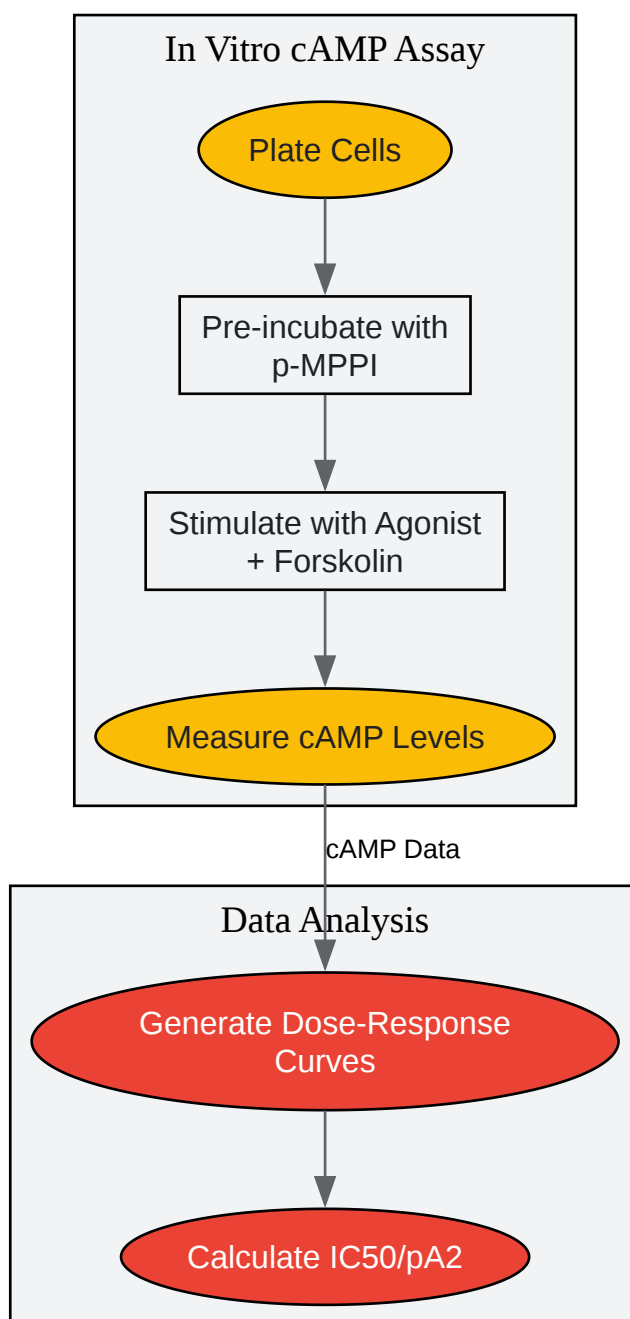 In Vitro cAMP Assay
Plate Cells
Pre-incubate with
p-MPPI
Stimulate with Agonist
+ Forskolin
Measure cAMP Levels
cAMP Data
Data Analysis
Generate Dose-Response
Curves
Calculate IC50/pA2